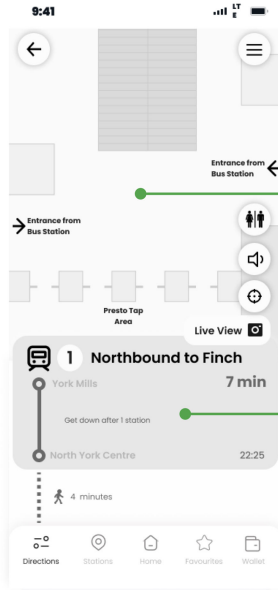 9:41
LT
E
Entrance from
Bus Station
Entrance from
Bus Station
Presto Tap
Area
Live View
1 Northbound to Finch
York Mills 7 min
Get down after 1 station
North York Centre 22:25
4 minutes
Directions Stations Home Favourites Wallet